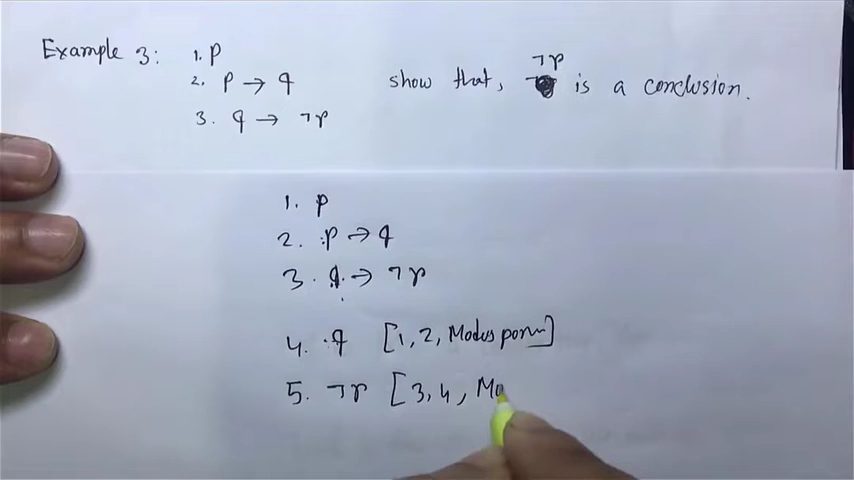 Example 3: 1. p
2. p → q show that, ¬r is a conclusion.
3. q → ¬r
1. p
2. p → q
3. q → ¬r
4. q [1, 2, Modus ponen]
5. ¬r [3, 4, Mo